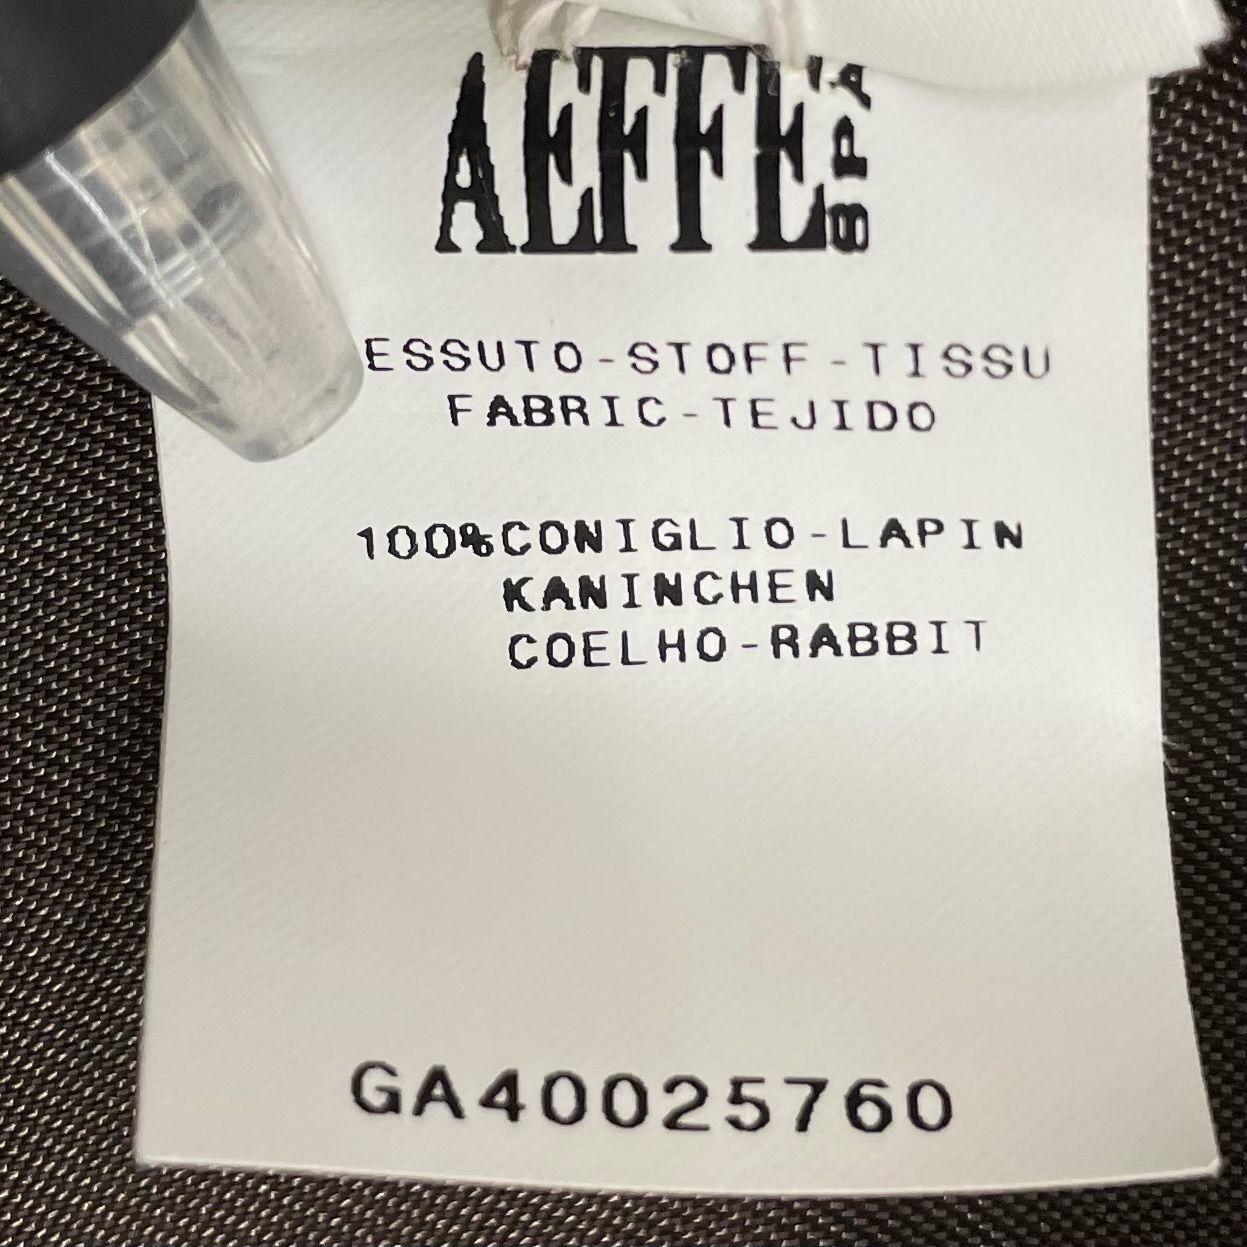 AEFFE SPA
ESSUTO-STOFF-TISSU
FABRIC-TEJIDO
100%CONIGLIO-LAPIN
KANINCHEN
COELHO-RABBIT
GA40025760